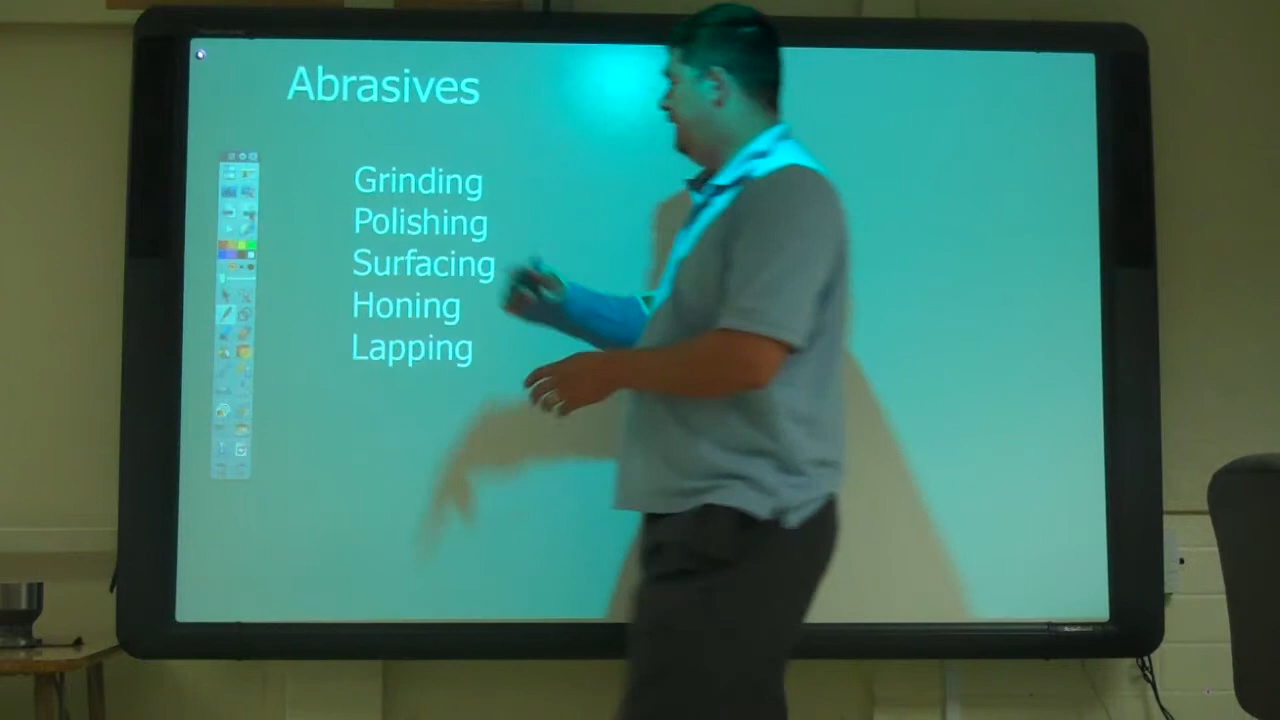 Abrasives
Grinding
Polishing
Surfacing
Honing
Lapping